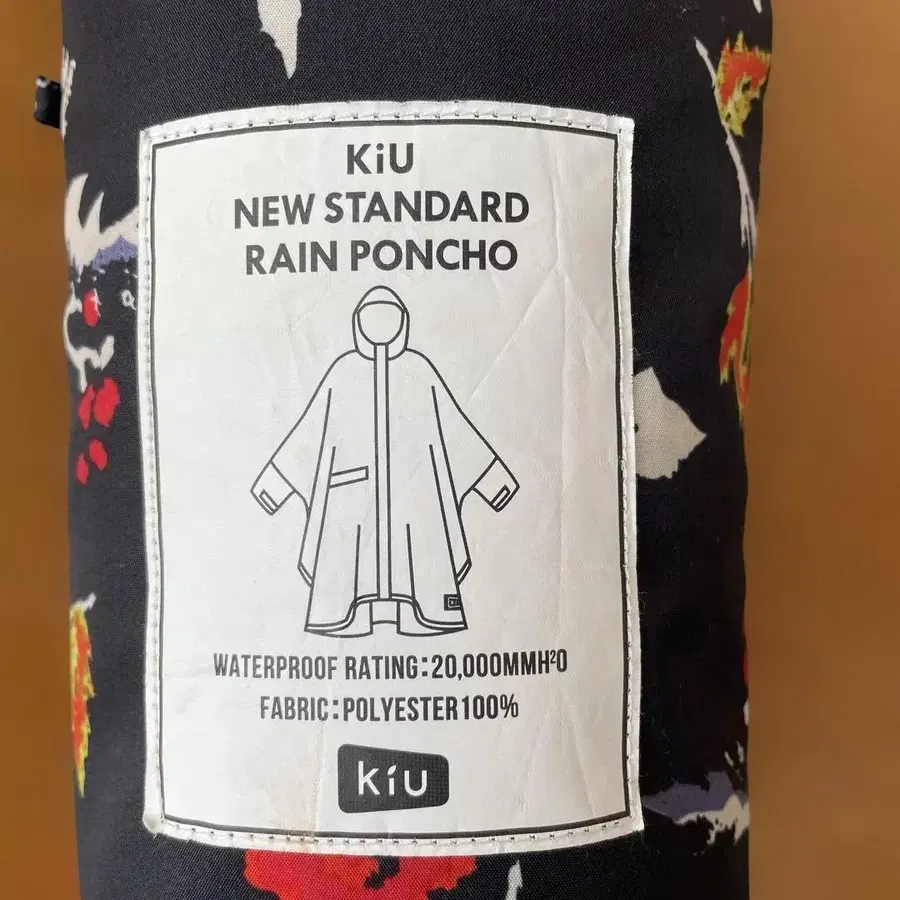 KiU
NEW STANDARD
RAIN PONCHO
WATERPROOF RATING:20,000MMH²O
FABRIC:POLYESTER100%
kiu